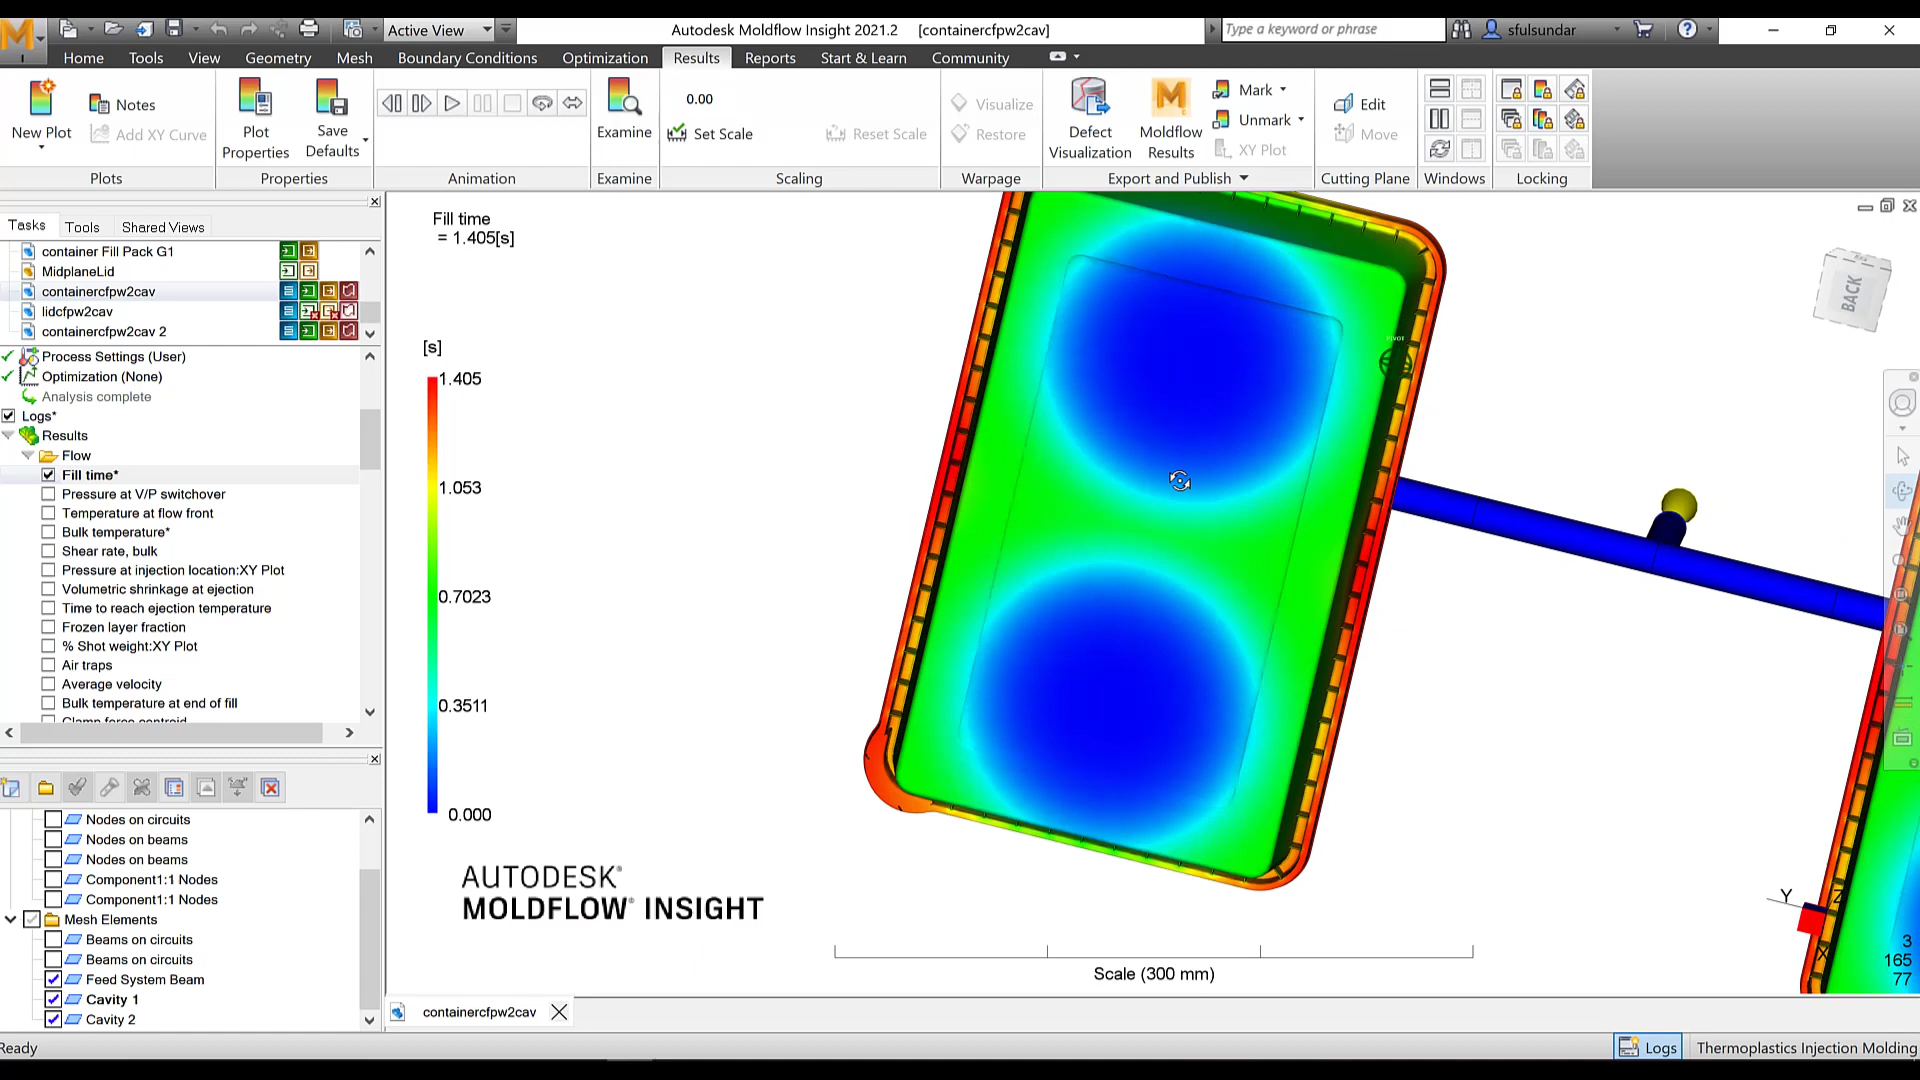 Active View
Autodesk Moldflow Insight 2021.2 [containercfpw2cav]
Type a keyword or phrase
sfulsundar
Home Tools View Geometry Mesh Boundary Conditions Optimization Results Reports Start & Learn Community
New Plot
Notes
Add XY Curve
Plots
Plot Properties
Save Defaults
Properties
Animation
Examine
Examine
0.00
Set Scale
Reset Scale
Scaling
Visualize
Restore
Warpage
Defect Visualization
Moldflow Results
Mark
Unmark
XY Plot
Export and Publish
Edit
Move
Cutting Plane
Windows
Locking
Tasks Tools Shared Views
container Fill Pack G1
MidplaneLid
containercfpw2cav
lidcfpw2cav
containercfpw2cav 2
Process Settings (User)
Optimization (None)
Analysis complete
Logs*
Results
Flow
Fill time*
Pressure at V/P switchover
Temperature at flow front
Bulk temperature*
Shear rate, bulk
Pressure at injection location:XY Plot
Volumetric shrinkage at ejection
Time to reach ejection temperature
Frozen layer fraction
% Shot weight:XY Plot
Air traps
Average velocity
Bulk temperature at end of fill
Clamp force centroid
Nodes on circuits
Nodes on beams
Nodes on beams
Component1:1 Nodes
Component1:1 Nodes
Mesh Elements
Beams on circuits
Beams on circuits
Feed System Beam
Cavity 1
Cavity 2
Fill time
= 1.405[s]
[s]
1.405
1.053
0.7023
0.3511
0.000
AUTODESK®
MOLDFLOW® INSIGHT
PIVOT
BACK
Scale (300 mm)
Y
Z
X
3
165
77
containercfpw2cav
Ready
Logs
Thermoplastics Injection Molding